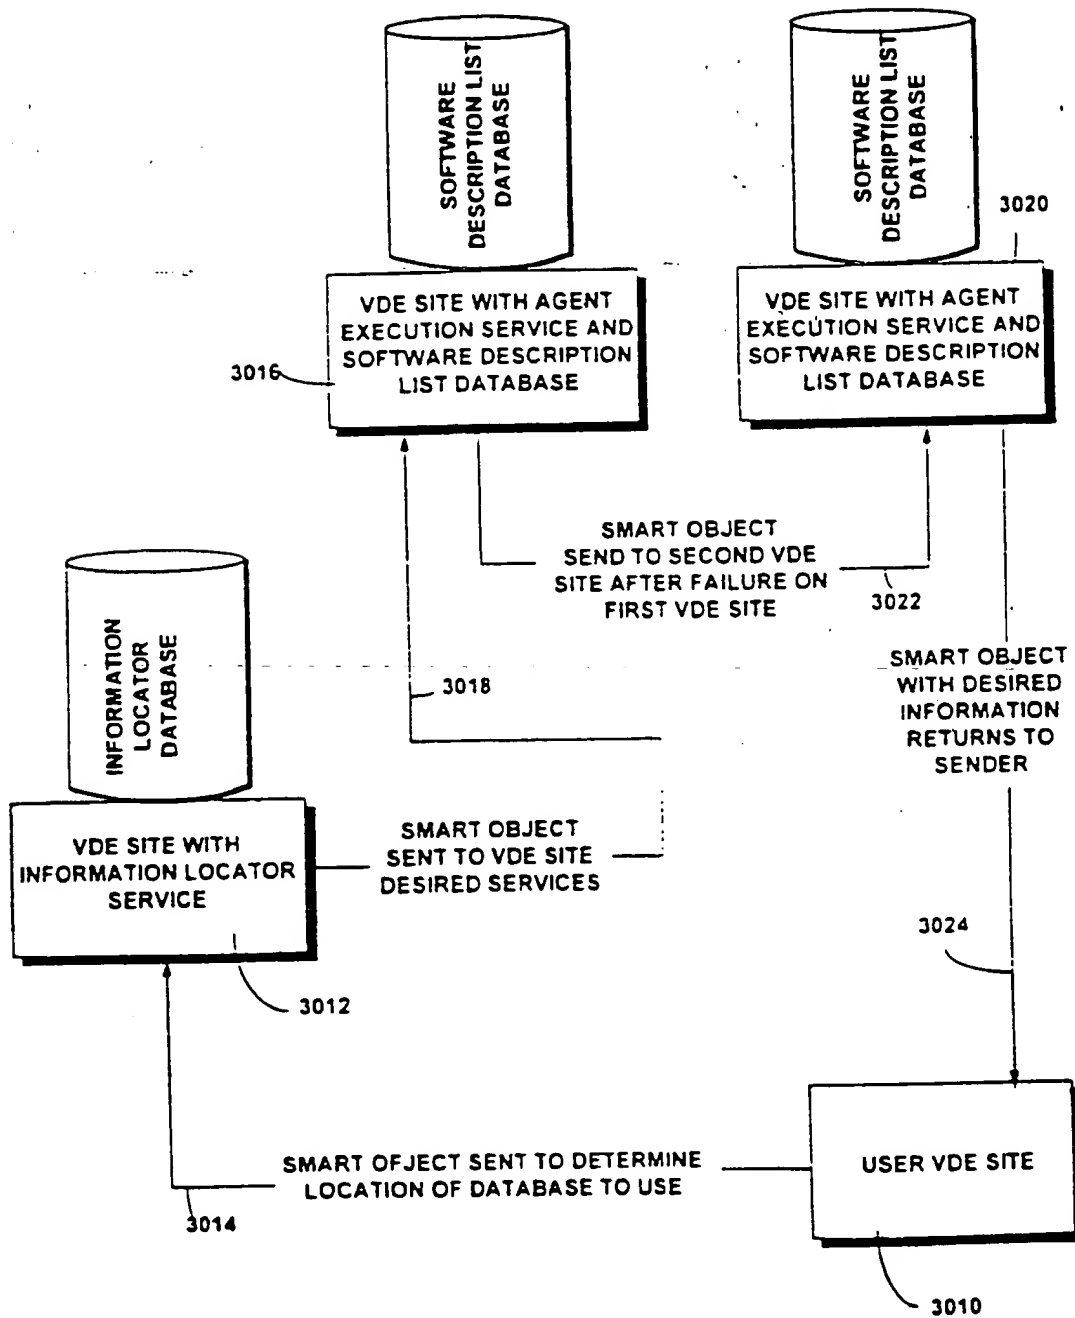 SOFTWARE
DESCRIPTION LIST
DATABASE
SOFTWARE
DESCRIPTION LIST
DATABASE
3020
VDE SITE WITH AGENT
EXECUTION SERVICE AND
SOFTWARE DESCRIPTION
LIST DATABASE
3016
VDE SITE WITH AGENT
EXECUTION SERVICE AND
SOFTWARE DESCRIPTION
LIST DATABASE
SMART OBJECT
SEND TO SECOND VDE
SITE AFTER FAILURE ON
FIRST VDE SITE
3022
INFORMATION
LOCATOR
DATABASE
3018
SMART OBJECT
WITH DESIRED
INFORMATION
RETURNS TO
SENDER
VDE SITE WITH
INFORMATION LOCATOR
SERVICE
SMART OBJECT
SENT TO VDE SITE
DESIRED SERVICES
3012
3024
SMART OFJECT SENT TO DETERMINE
LOCATION OF DATABASE TO USE
3014
USER VDE SITE
3010